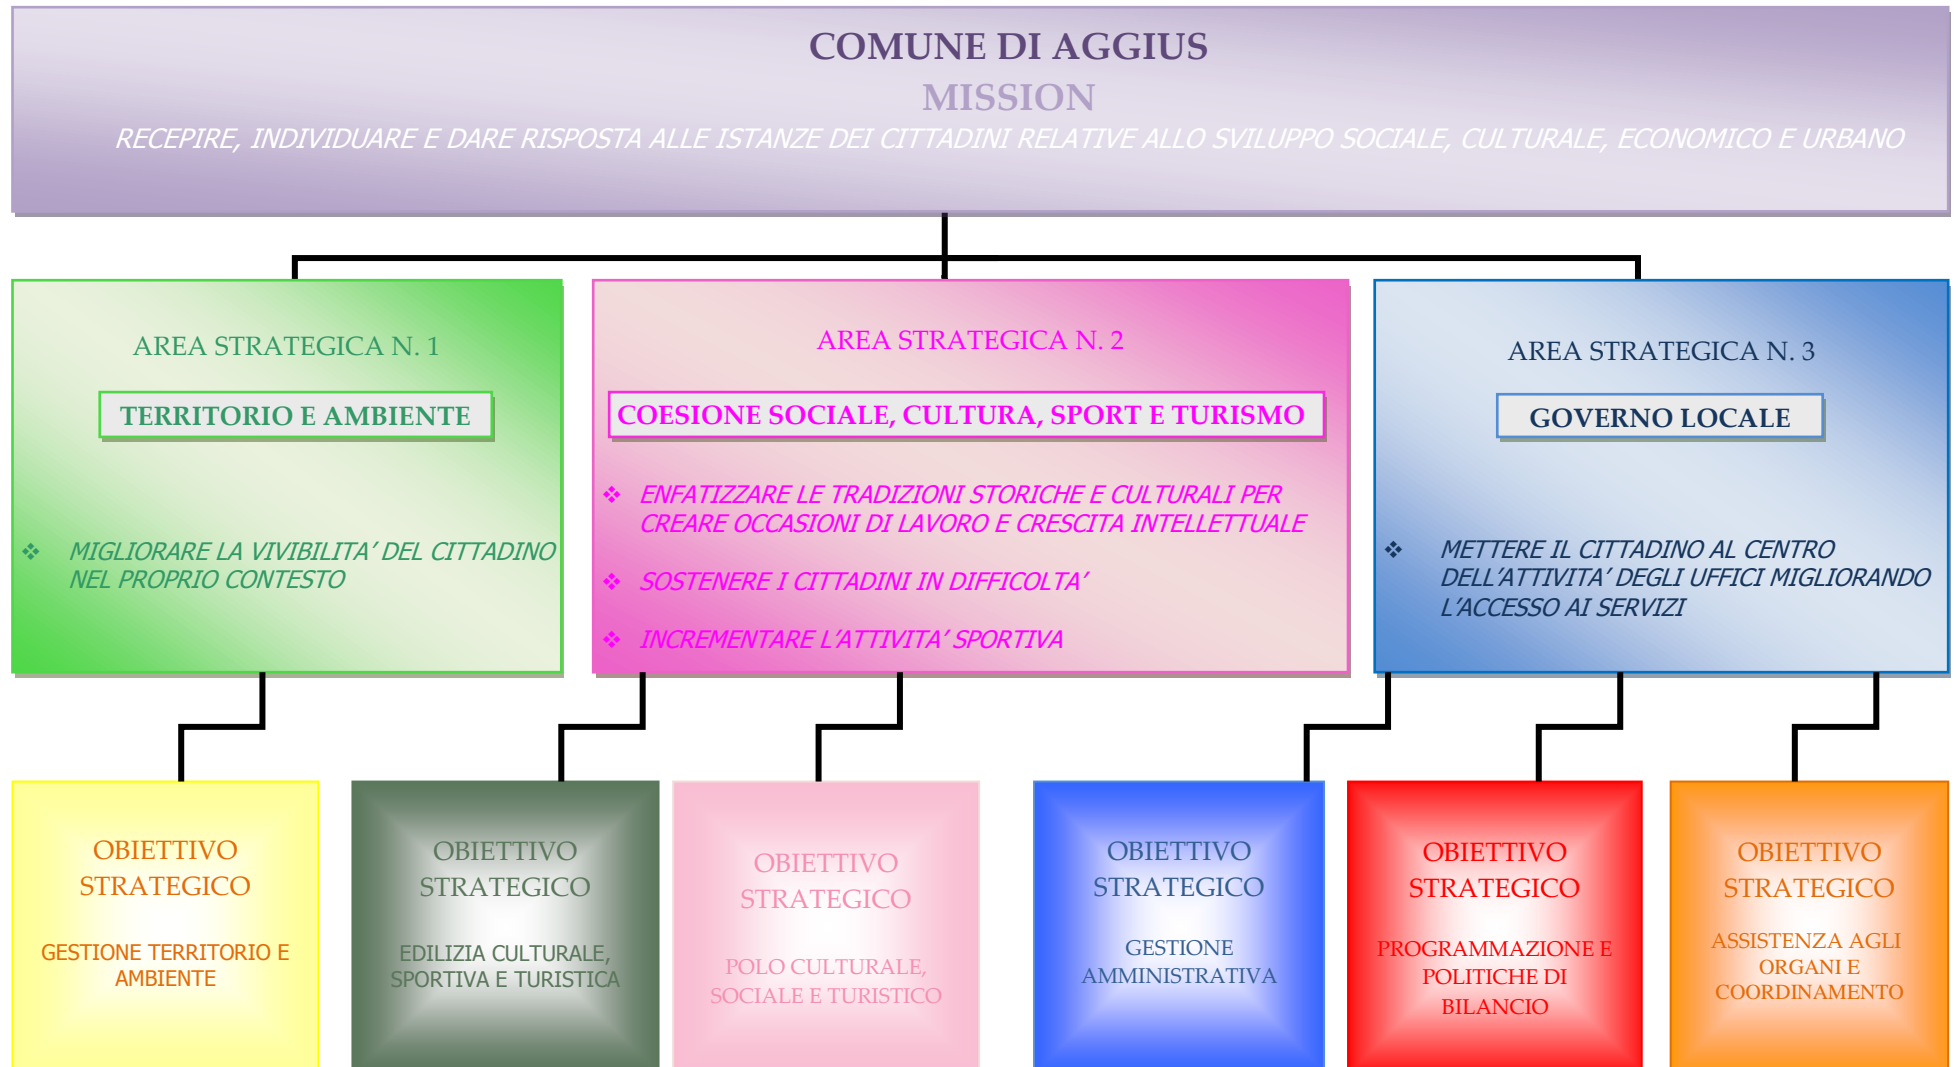 COMUNE DI AGGIUS
MISSION
RECEPIRE, INDIVIDUARE E DARE RISPOSTA ALLE ISTANZE DEI CITTADINI RELATIVE ALLO SVILUPPO SOCIALE, CULTURALE, ECONOMICO E URBANO
AREA STRATEGICA N. 1
TERRITORIO E AMBIENTE
❖ MIGLIORARE LA VIVIBILITA’ DEL CITTADINO
NEL PROPRIO CONTESTO
AREA STRATEGICA N. 2
COESIONE SOCIALE, CULTURA, SPORT E TURISMO
❖ ENFATIZZARE LE TRADIZIONI STORICHE E CULTURALI PER
CREARE OCCASIONI DI LAVORO E CRESCITA INTELLETTUALE
❖ SOSTENERE I CITTADINI IN DIFFICOLTA’
❖ INCREMENTARE L’ATTIVITA’ SPORTIVA
AREA STRATEGICA N. 3
GOVERNO LOCALE
❖ METTERE IL CITTADINO AL CENTRO
DELL’ATTIVITA’ DEGLI UFFICI MIGLIORANDO
L’ACCESSO AI SERVIZI
OBIETTIVO
STRATEGICO
GESTIONE TERRITORIO E
AMBIENTE
OBIETTIVO
STRATEGICO
EDILIZIA CULTURALE,
SPORTIVA E TURISTICA
OBIETTIVO
STRATEGICO
POLO CULTURALE,
SOCIALE E TURISTICO
OBIETTIVO
STRATEGICO
GESTIONE
AMMINISTRATIVA
OBIETTIVO
STRATEGICO
PROGRAMMAZIONE E
POLITICHE DI
BILANCIO
OBIETTIVO
STRATEGICO
ASSISTENZA AGLI
ORGANI E
COORDINAMENTO